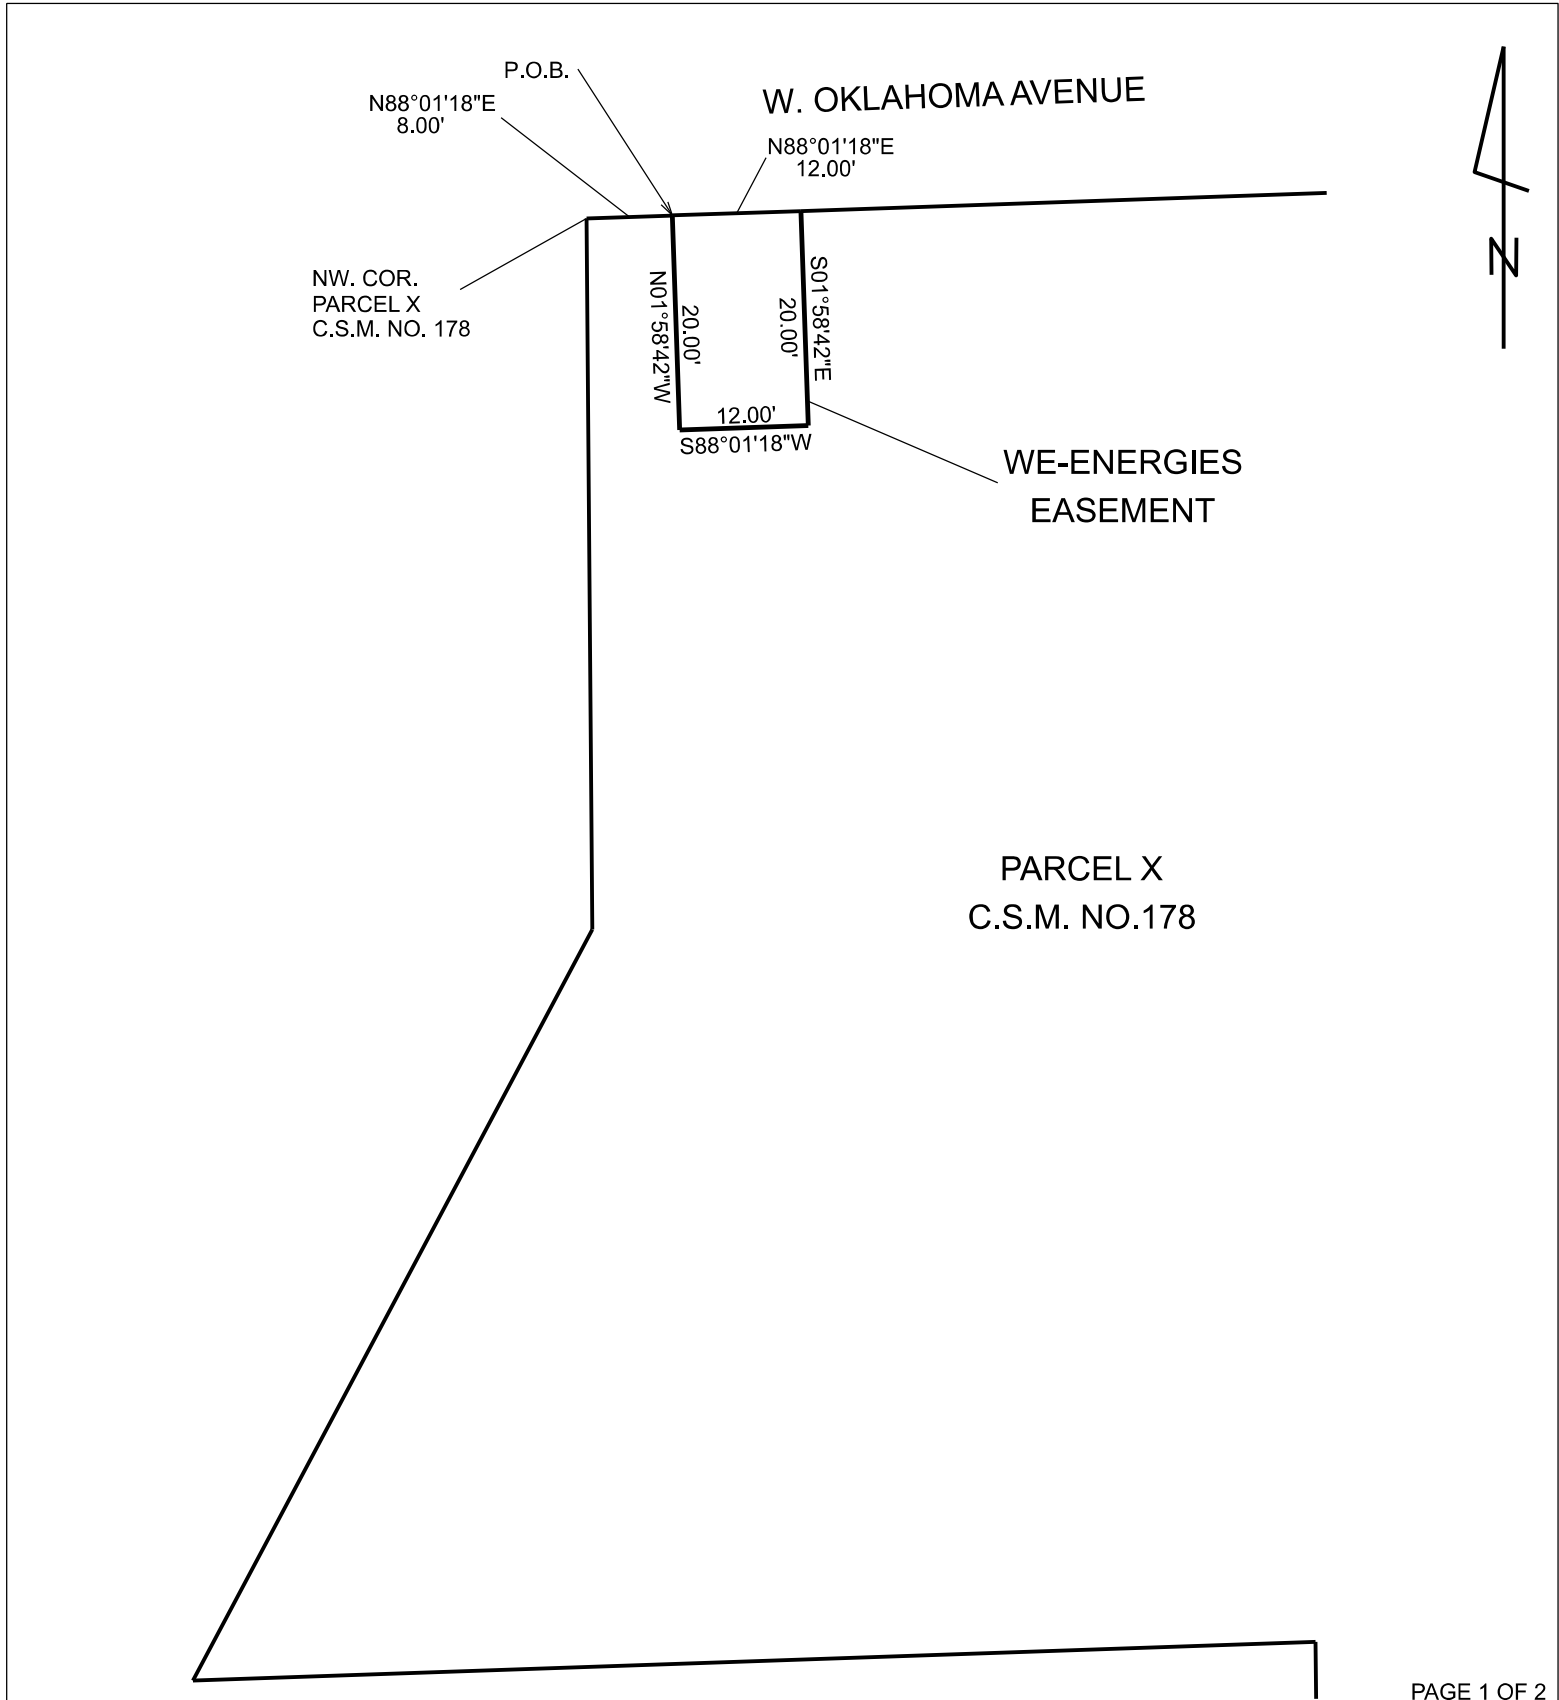 P.O.B.
W. OKLAHOMA AVENUE
N88°01'18"E
8.00'
N88°01'18"E
12.00'
N
NW. COR.
PARCEL X
C.S.M. NO. 178
N01°58'42"W
20.00'
20.00'
S01°58'42"E
12.00'
S88°01'18"W
WE-ENERGIES
EASEMENT
PARCEL X
C.S.M. NO.178
PAGE 1 OF 2